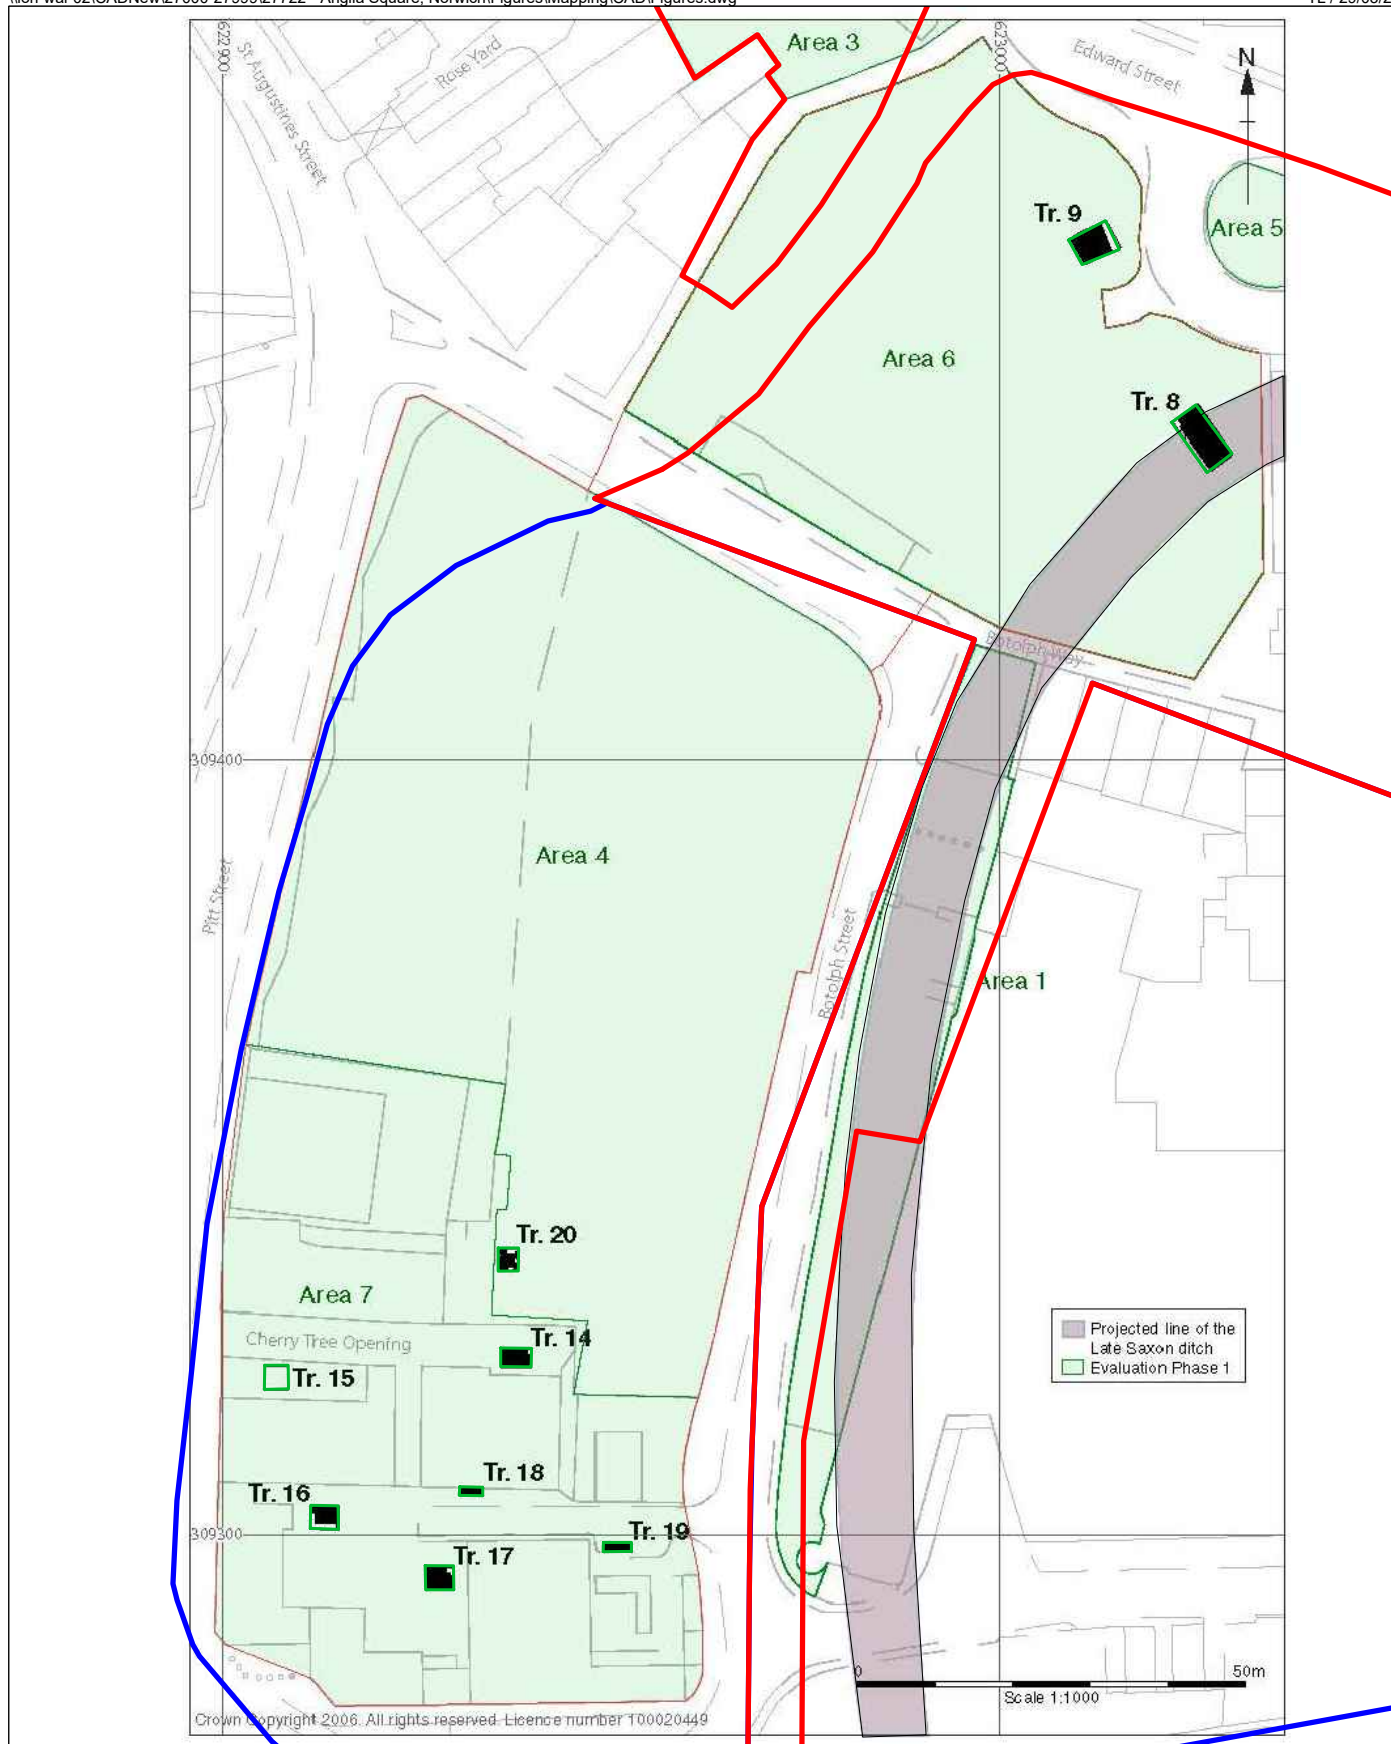 Area 3
622900
623000
Edward Street
N
Rose Yard
St Augustines Street
Tr. 9
Area 5
Area 6
Tr. 8
Botolph Way
309400
Area 4
Pitt Street
Botolph Street
Area 1
Tr. 20
Area 7
Cherry Tree Opening
Tr. 14
Tr. 15
Projected line of the
Late Saxon ditch
Evaluation Phase 1
Tr. 18
Tr. 16
309300
Tr. 19
Tr. 17
0 50m
Scale 1:1000
Crown Copyright 2006. All rights reserved. Licence number 100020449